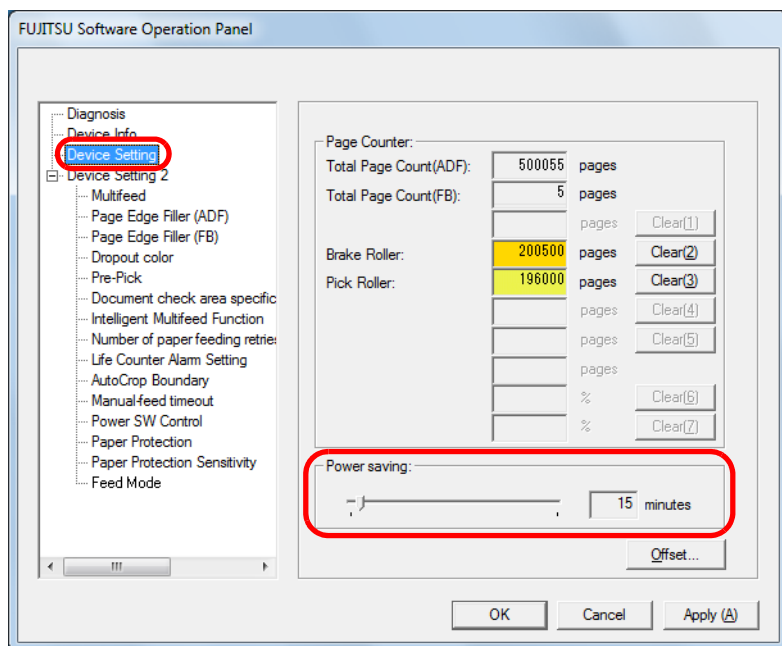 FUJITSU Software Operation Panel
Diagnosis
Device Info
Device Setting
Device Setting 2
Multifeed
Page Edge Filler (ADF)
Page Edge Filler (FB)
Dropout color
Pre-Pick
Document check area specific
Intelligent Multifeed Function
Number of paper feeding retries
Life Counter Alarm Setting
AutoCrop Boundary
Manual-feed timeout
Power SW Control
Paper Protection
Paper Protection Sensitivity
Feed Mode
Page Counter:
Total Page Count(ADF): 500055 pages
Total Page Count(FB): 5 pages
pages Clear(1)
Brake Roller: 200500 pages Clear(2)
Pick Roller: 196000 pages Clear(3)
pages Clear(4)
pages Clear(5)
pages
% Clear(6)
% Clear(7)
Power saving:
15 minutes
Offset...
OK Cancel Apply (A)